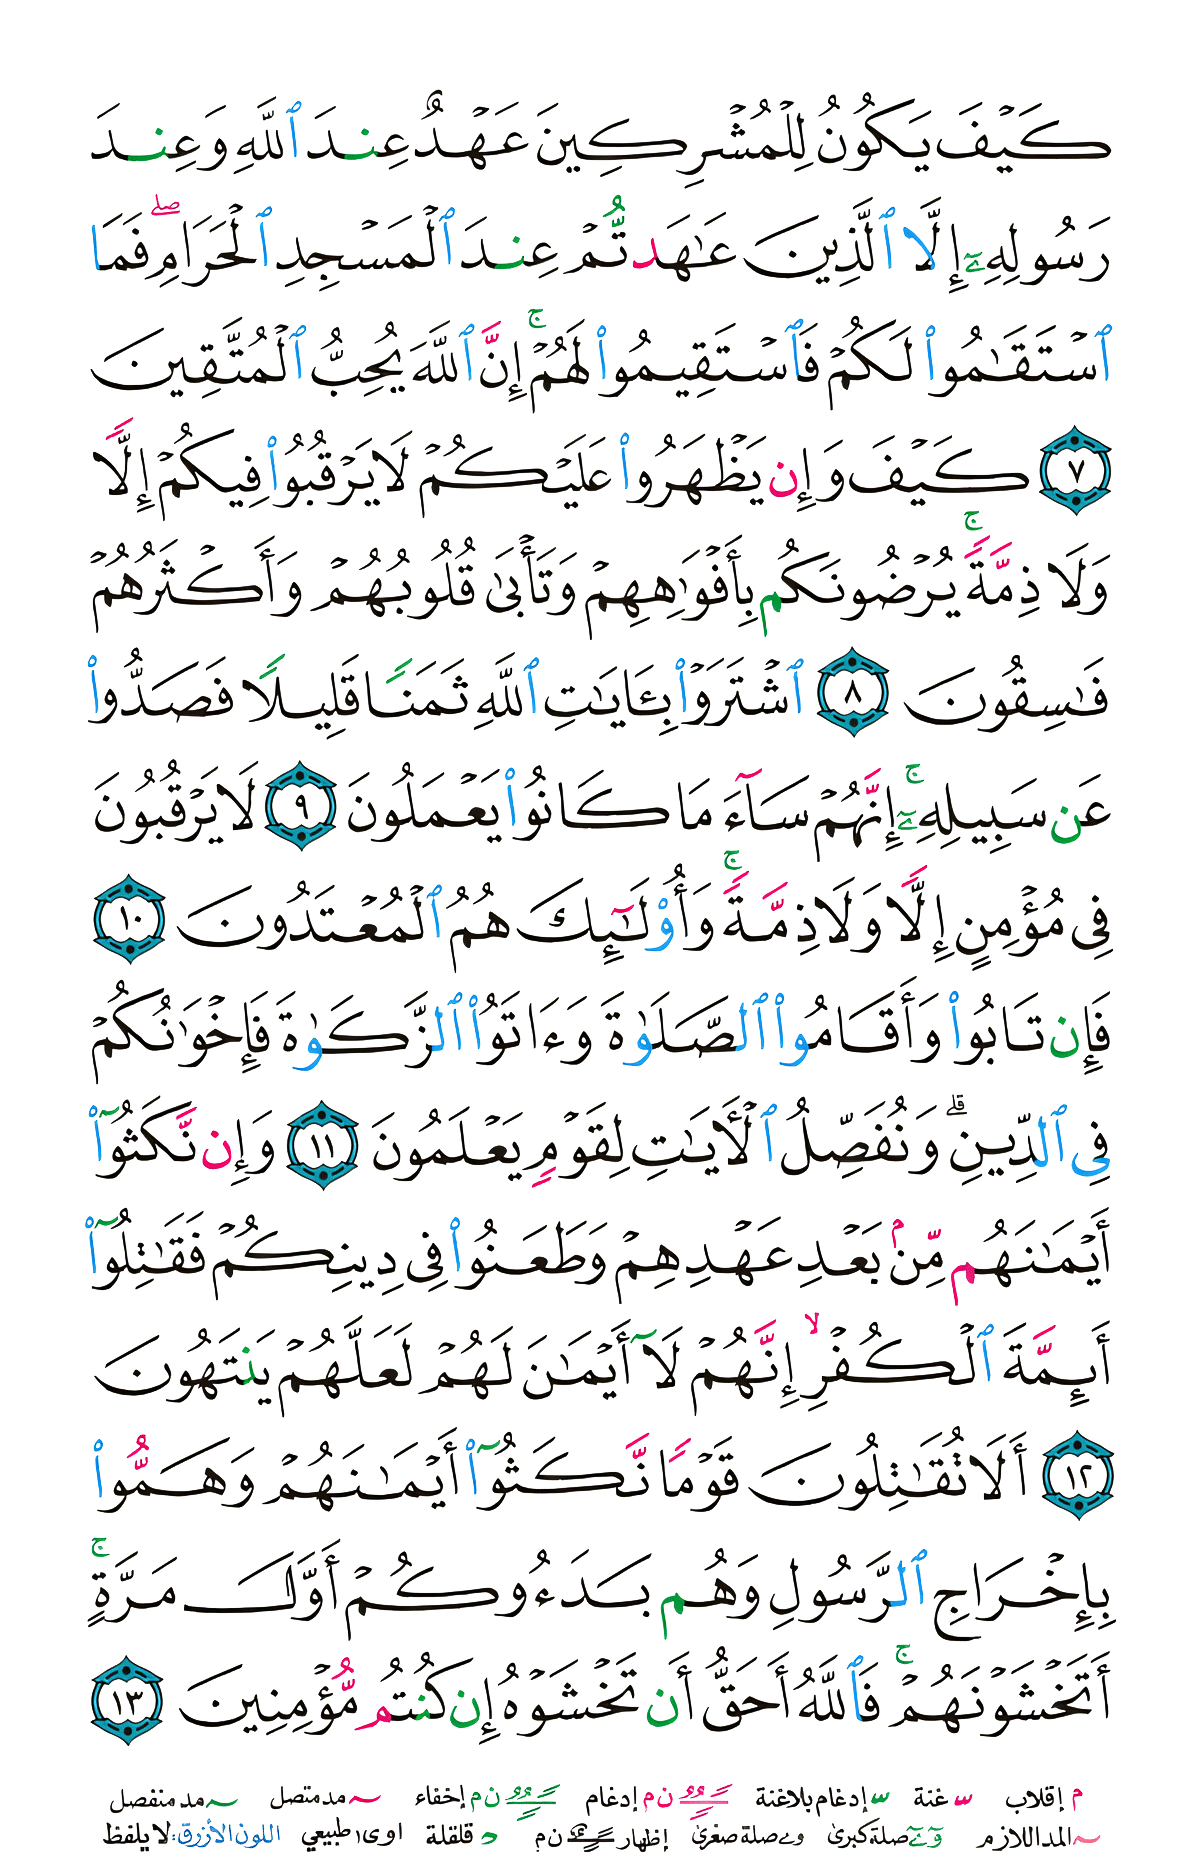 كَيْفَ يَكُونُ لِلْمُشْرِكِينَ عَهْدٌ عِندَ ٱللَّهِ وَعِندَ
رَسُولِهِۦٓ إِلَّا ٱلَّذِينَ عَٰهَدتُّمْ عِندَ ٱلْمَسْجِدِ ٱلْحَرَامِ ۖ فَمَا
ٱسْتَقَٰمُوا۟ لَكُمْ فَٱسْتَقِيمُوا۟ لَهُمْ ۚ إِنَّ ٱللَّهَ يُحِبُّ ٱلْمُتَّقِينَ
٧ كَيْفَ وَإِن يَظْهَرُوا۟ عَلَيْكُمْ لَا يَرْقُبُوا۟ فِيكُمْ إِلًّا
وَلَا ذِمَّةً ۚ يُرْضُونَكُم بِأَفْوَٰهِهِمْ وَتَأْبَىٰ قُلُوبُهُمْ وَأَكْثَرُهُمْ
فَٰسِقُونَ ٨ ٱشْتَرَوْا۟ بِـَٔايَٰتِ ٱللَّهِ ثَمَنًا قَلِيلًا فَصَدُّوا۟
عَن سَبِيلِهِۦٓ ۚ إِنَّهُمْ سَآءَ مَا كَانُوا۟ يَعْمَلُونَ ٩ لَا يَرْقُبُونَ
فِى مُؤْمِنٍ إِلًّا وَلَا ذِمَّةً ۚ وَأُو۟لَٰٓئِكَ هُمُ ٱلْمُعْتَدُونَ ١٠
فَإِن تَابُوا۟ وَأَقَامُوا۟ ٱلصَّلَوٰةَ وَءَاتَوُا۟ ٱلزَّكَوٰةَ فَإِخْوَٰنُكُمْ
فِى ٱلدِّينِ ۗ وَنُفَصِّلُ ٱلْـَٔايَٰتِ لِقَوْمٍ يَعْلَمُونَ ١١ وَإِن نَّكَثُوٓا۟
أَيْمَٰنَهُم مِّنۢ بَعْدِ عَهْدِهِمْ وَطَعَنُوا۟ فِى دِينِكُمْ فَقَٰتِلُوٓا۟
أَئِمَّةَ ٱلْكُفْرِ ۙ إِنَّهُمْ لَآ أَيْمَٰنَ لَهُمْ لَعَلَّهُمْ يَنتَهُونَ
١٢ أَلَا تُقَٰتِلُونَ قَوْمًا نَّكَثُوٓا۟ أَيْمَٰنَهُمْ وَهَمُّوا۟
بِإِخْرَاجِ ٱلرَّسُولِ وَهُم بَدَءُوكُمْ أَوَّلَ مَرَّةٍ ۚ
أَتَخْشَوْنَهُمْ ۚ فَٱللَّهُ أَحَقُّ أَن تَخْشَوْهُ إِن كُنتُم مُّؤْمِنِينَ ١٣
م إقلاب غنة إدغام بلاغنة ن م إدغام ن م إخفاء مد متصل مد منفصل
المد اللازم صلة كبرى و ے صلة صغرى إظهار ن م قلقلة ا و ى طبيعي اللون الأزرق: لا يلفظ